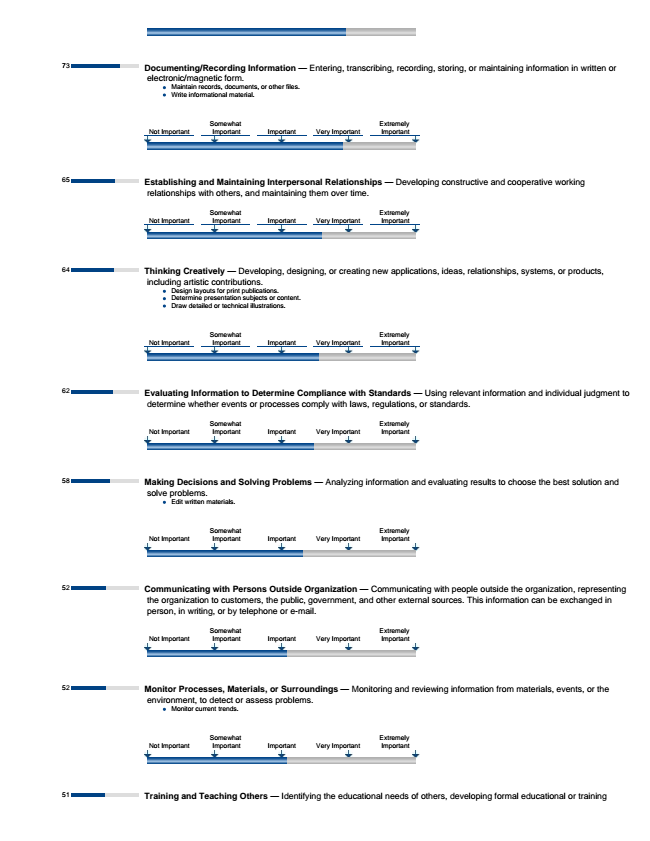 73 Documenting/Recording Information — Entering, transcribing, recording, storing, or maintaining information in written or
electronic/magnetic form.
Maintain records, documents, or other files.
Write informational material.
Not Important Somewhat Important Important Very Important Extremely Important
65 Establishing and Maintaining Interpersonal Relationships — Developing constructive and cooperative working
relationships with others, and maintaining them over time.
Not Important Somewhat Important Important Very Important Extremely Important
64 Thinking Creatively — Developing, designing, or creating new applications, ideas, relationships, systems, or products,
including artistic contributions.
Design layouts for print publications.
Determine presentation subjects or content.
Draw detailed or technical illustrations.
Not Important Somewhat Important Important Very Important Extremely Important
62 Evaluating Information to Determine Compliance with Standards — Using relevant information and individual judgment to
determine whether events or processes comply with laws, regulations, or standards.
Not Important Somewhat Important Important Very Important Extremely Important
58 Making Decisions and Solving Problems — Analyzing information and evaluating results to choose the best solution and
solve problems.
Edit written materials.
Not Important Somewhat Important Important Very Important Extremely Important
52 Communicating with Persons Outside Organization — Communicating with people outside the organization, representing
the organization to customers, the public, government, and other external sources. This information can be exchanged in
person, in writing, or by telephone or e-mail.
Not Important Somewhat Important Important Very Important Extremely Important
52 Monitor Processes, Materials, or Surroundings — Monitoring and reviewing information from materials, events, or the
environment, to detect or assess problems.
Monitor current trends.
Not Important Somewhat Important Important Very Important Extremely Important
51 Training and Teaching Others — Identifying the educational needs of others, developing formal educational or training